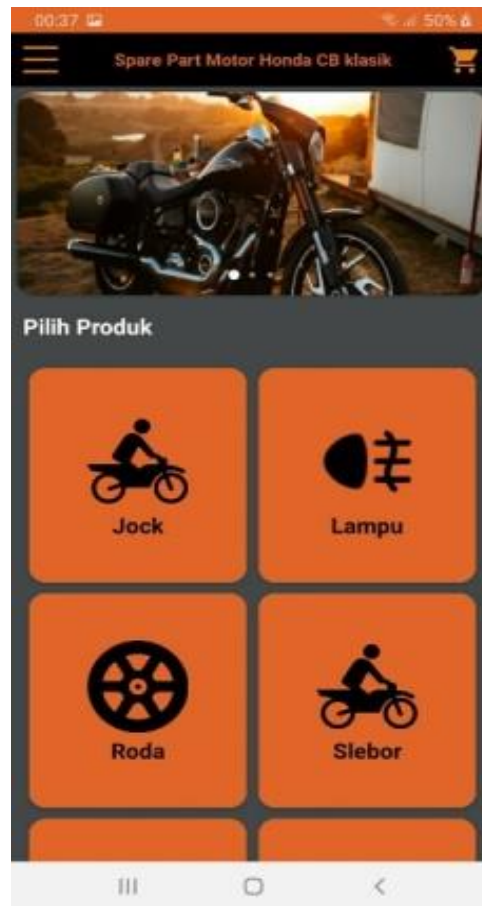 00:37
50%
Spare Part Motor Honda CB klasik
Pilih Produk
Jock
Lampu
Roda
Slebor